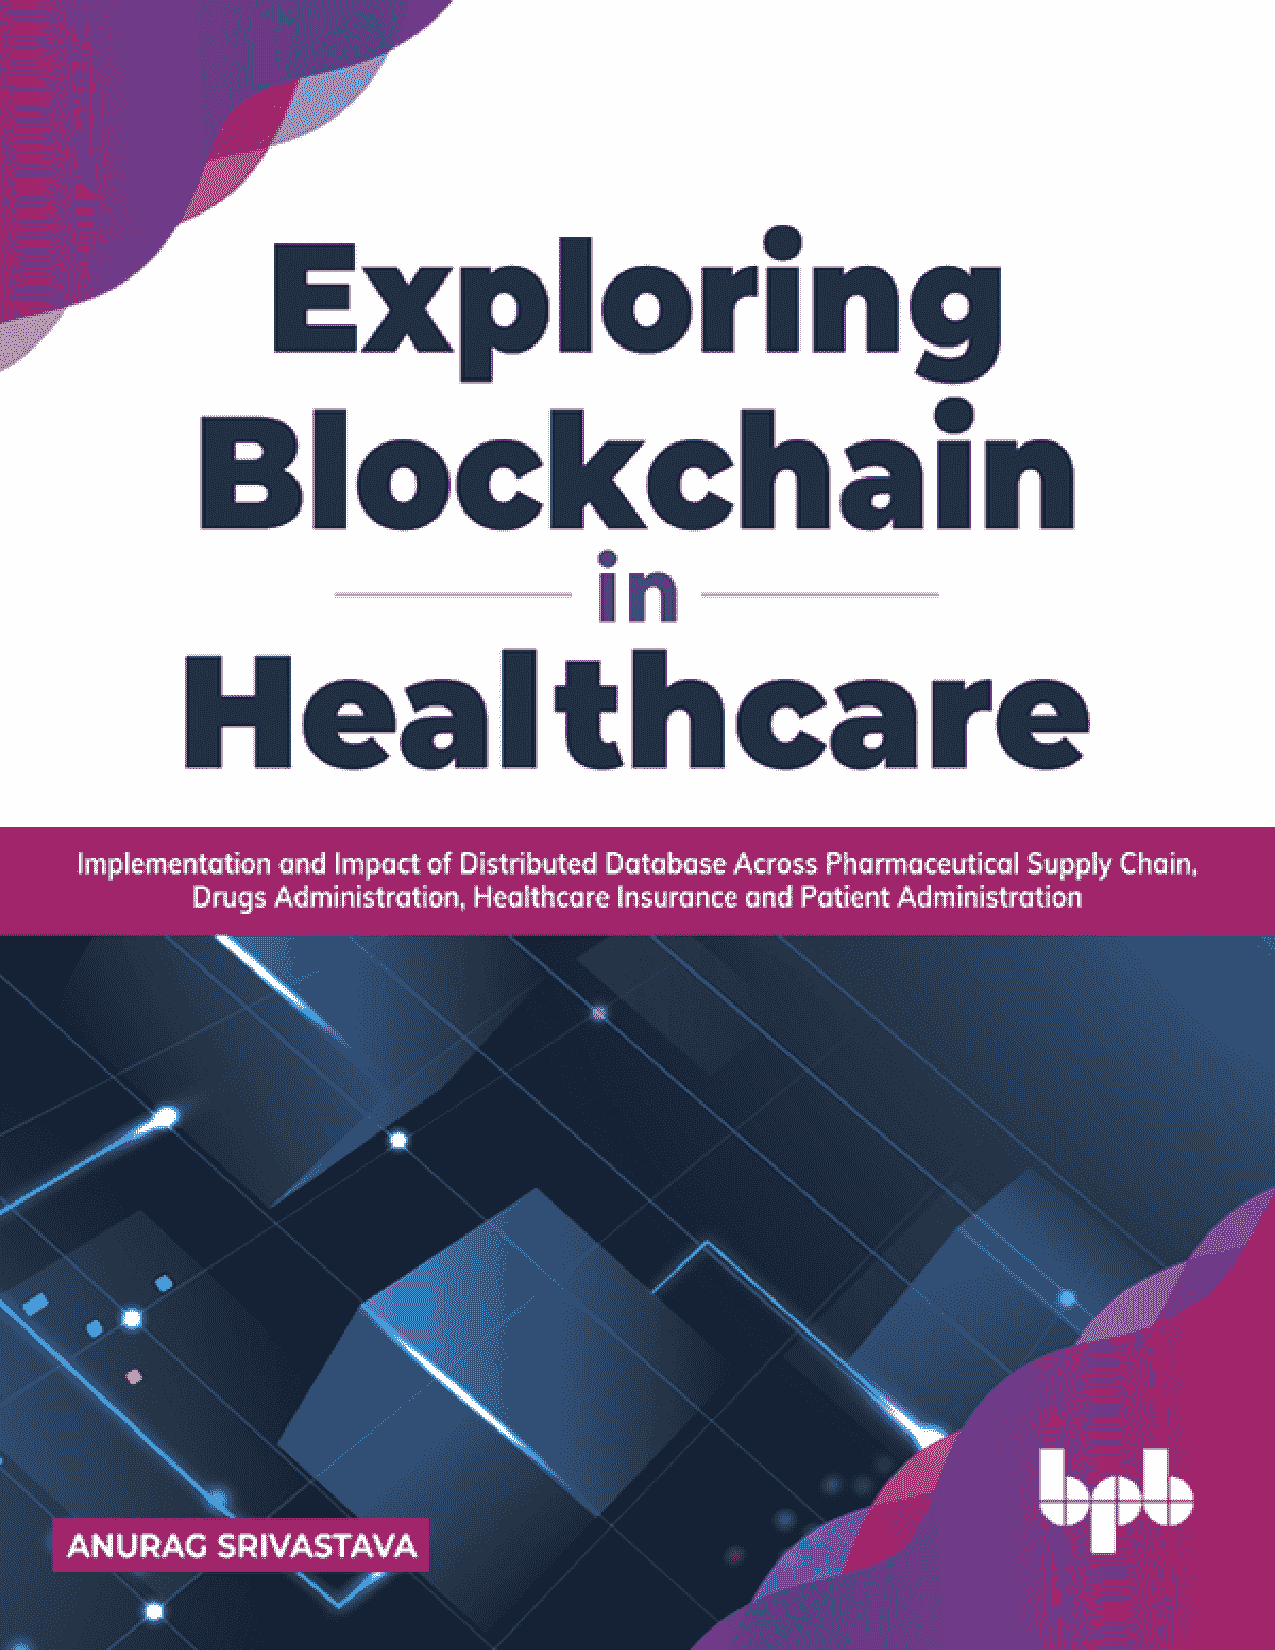 Exploring
Blockchain
in
Healthcare
Implementation and Impact of Distributed Database Across Pharmaceutical Supply Chain,
Drugs Administration, Healthcare Insurance and Patient Administration
ANURAG SRIVASTAVA
bpb